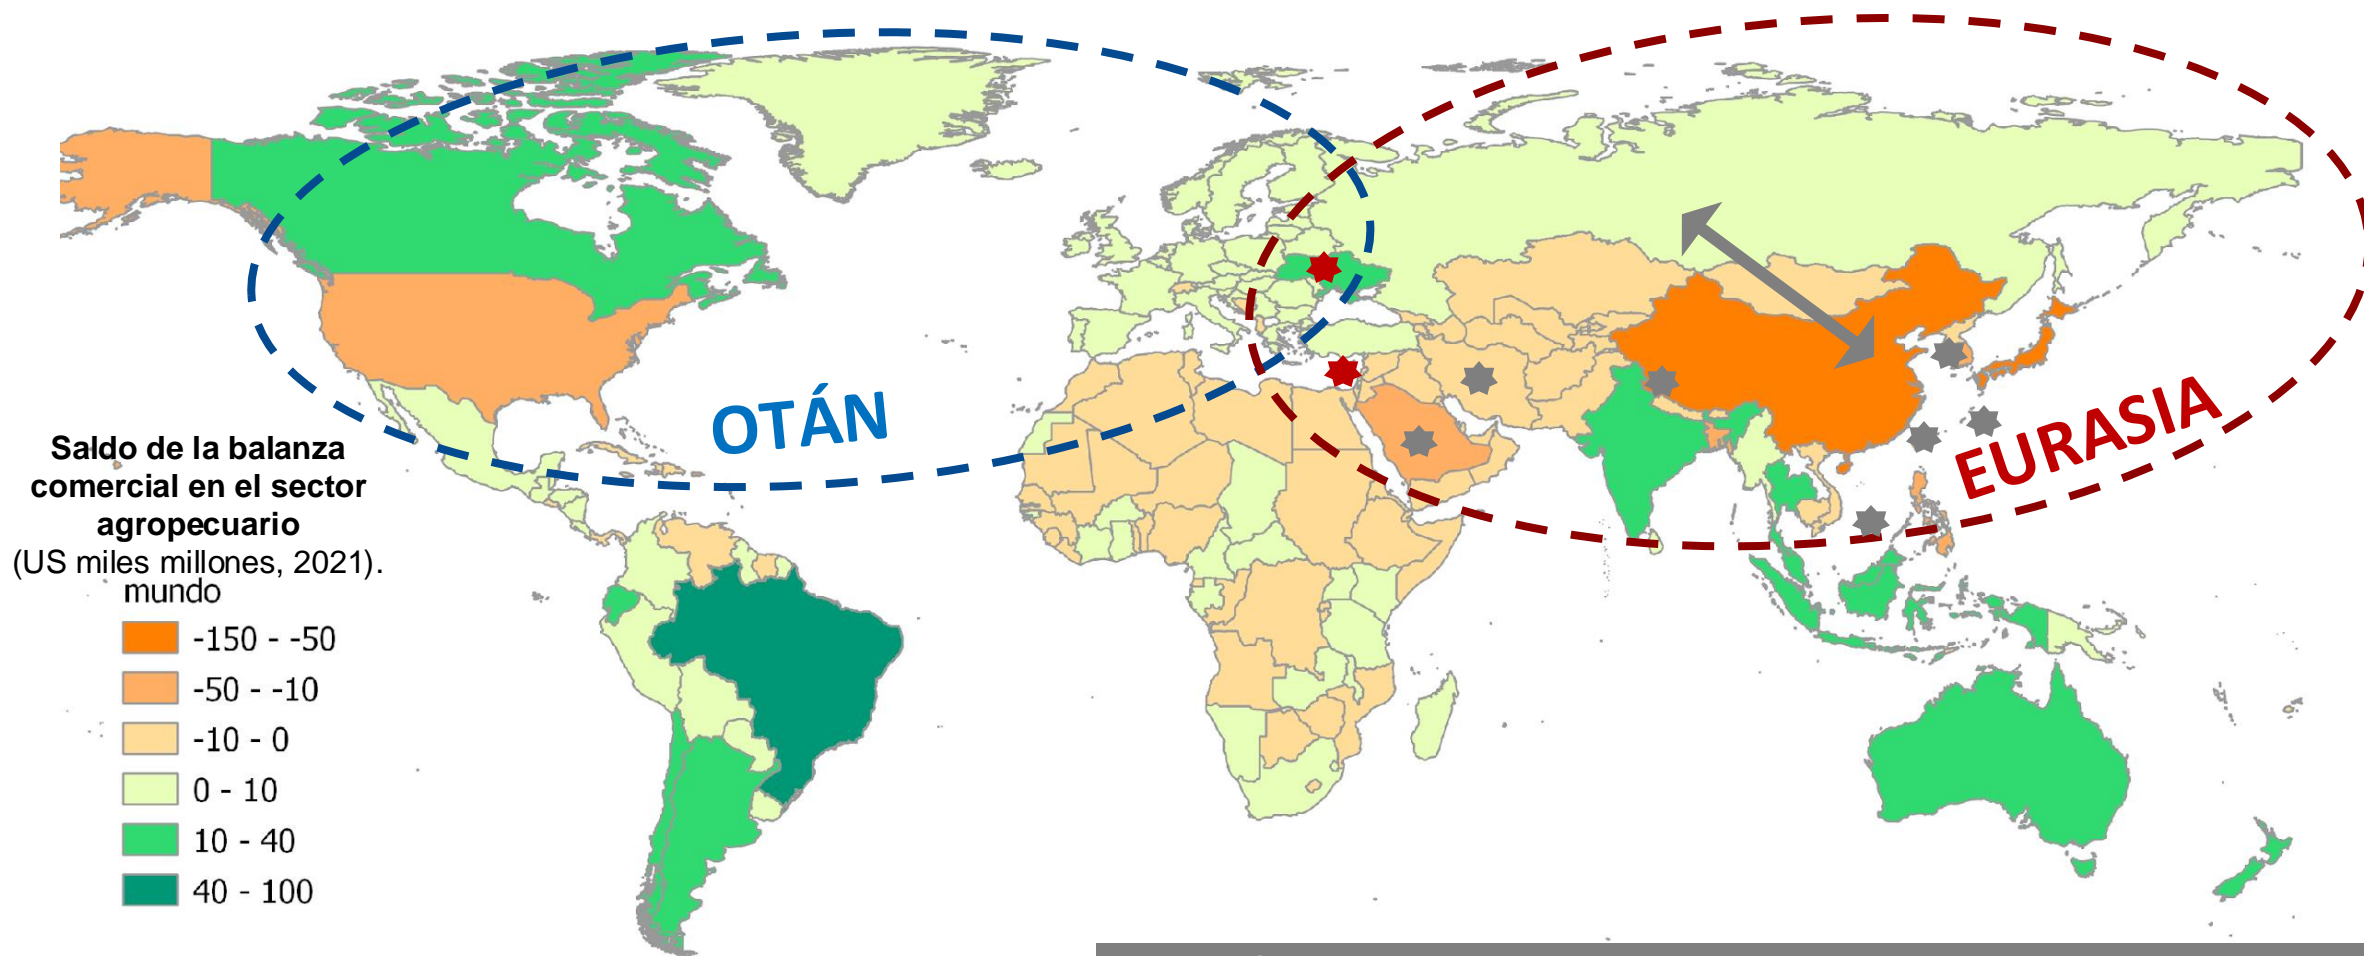 OTÁN
EURASIA
Saldo de la balanza
comercial en el sector
agropecuario
(US miles millones, 2021).
mundo
-150 - -50
-50 - -10
-10 - 0
0 - 10
10 - 40
40 - 100